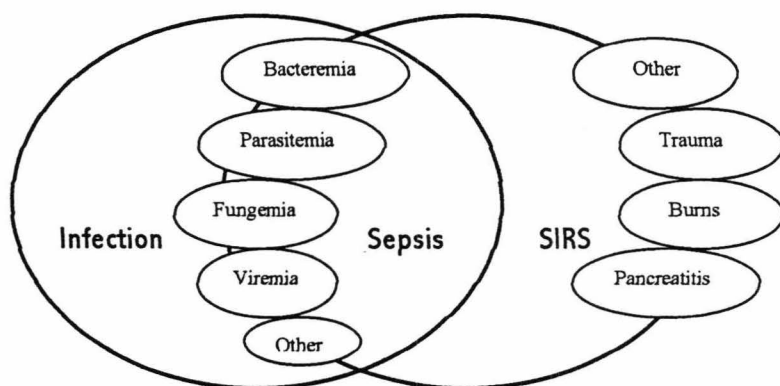 Bacteremia
Other
Parasitemia
Trauma
Fungemia
Burns
Infection
Sepsis
SIRS
Viremia
Pancreatitis
Other